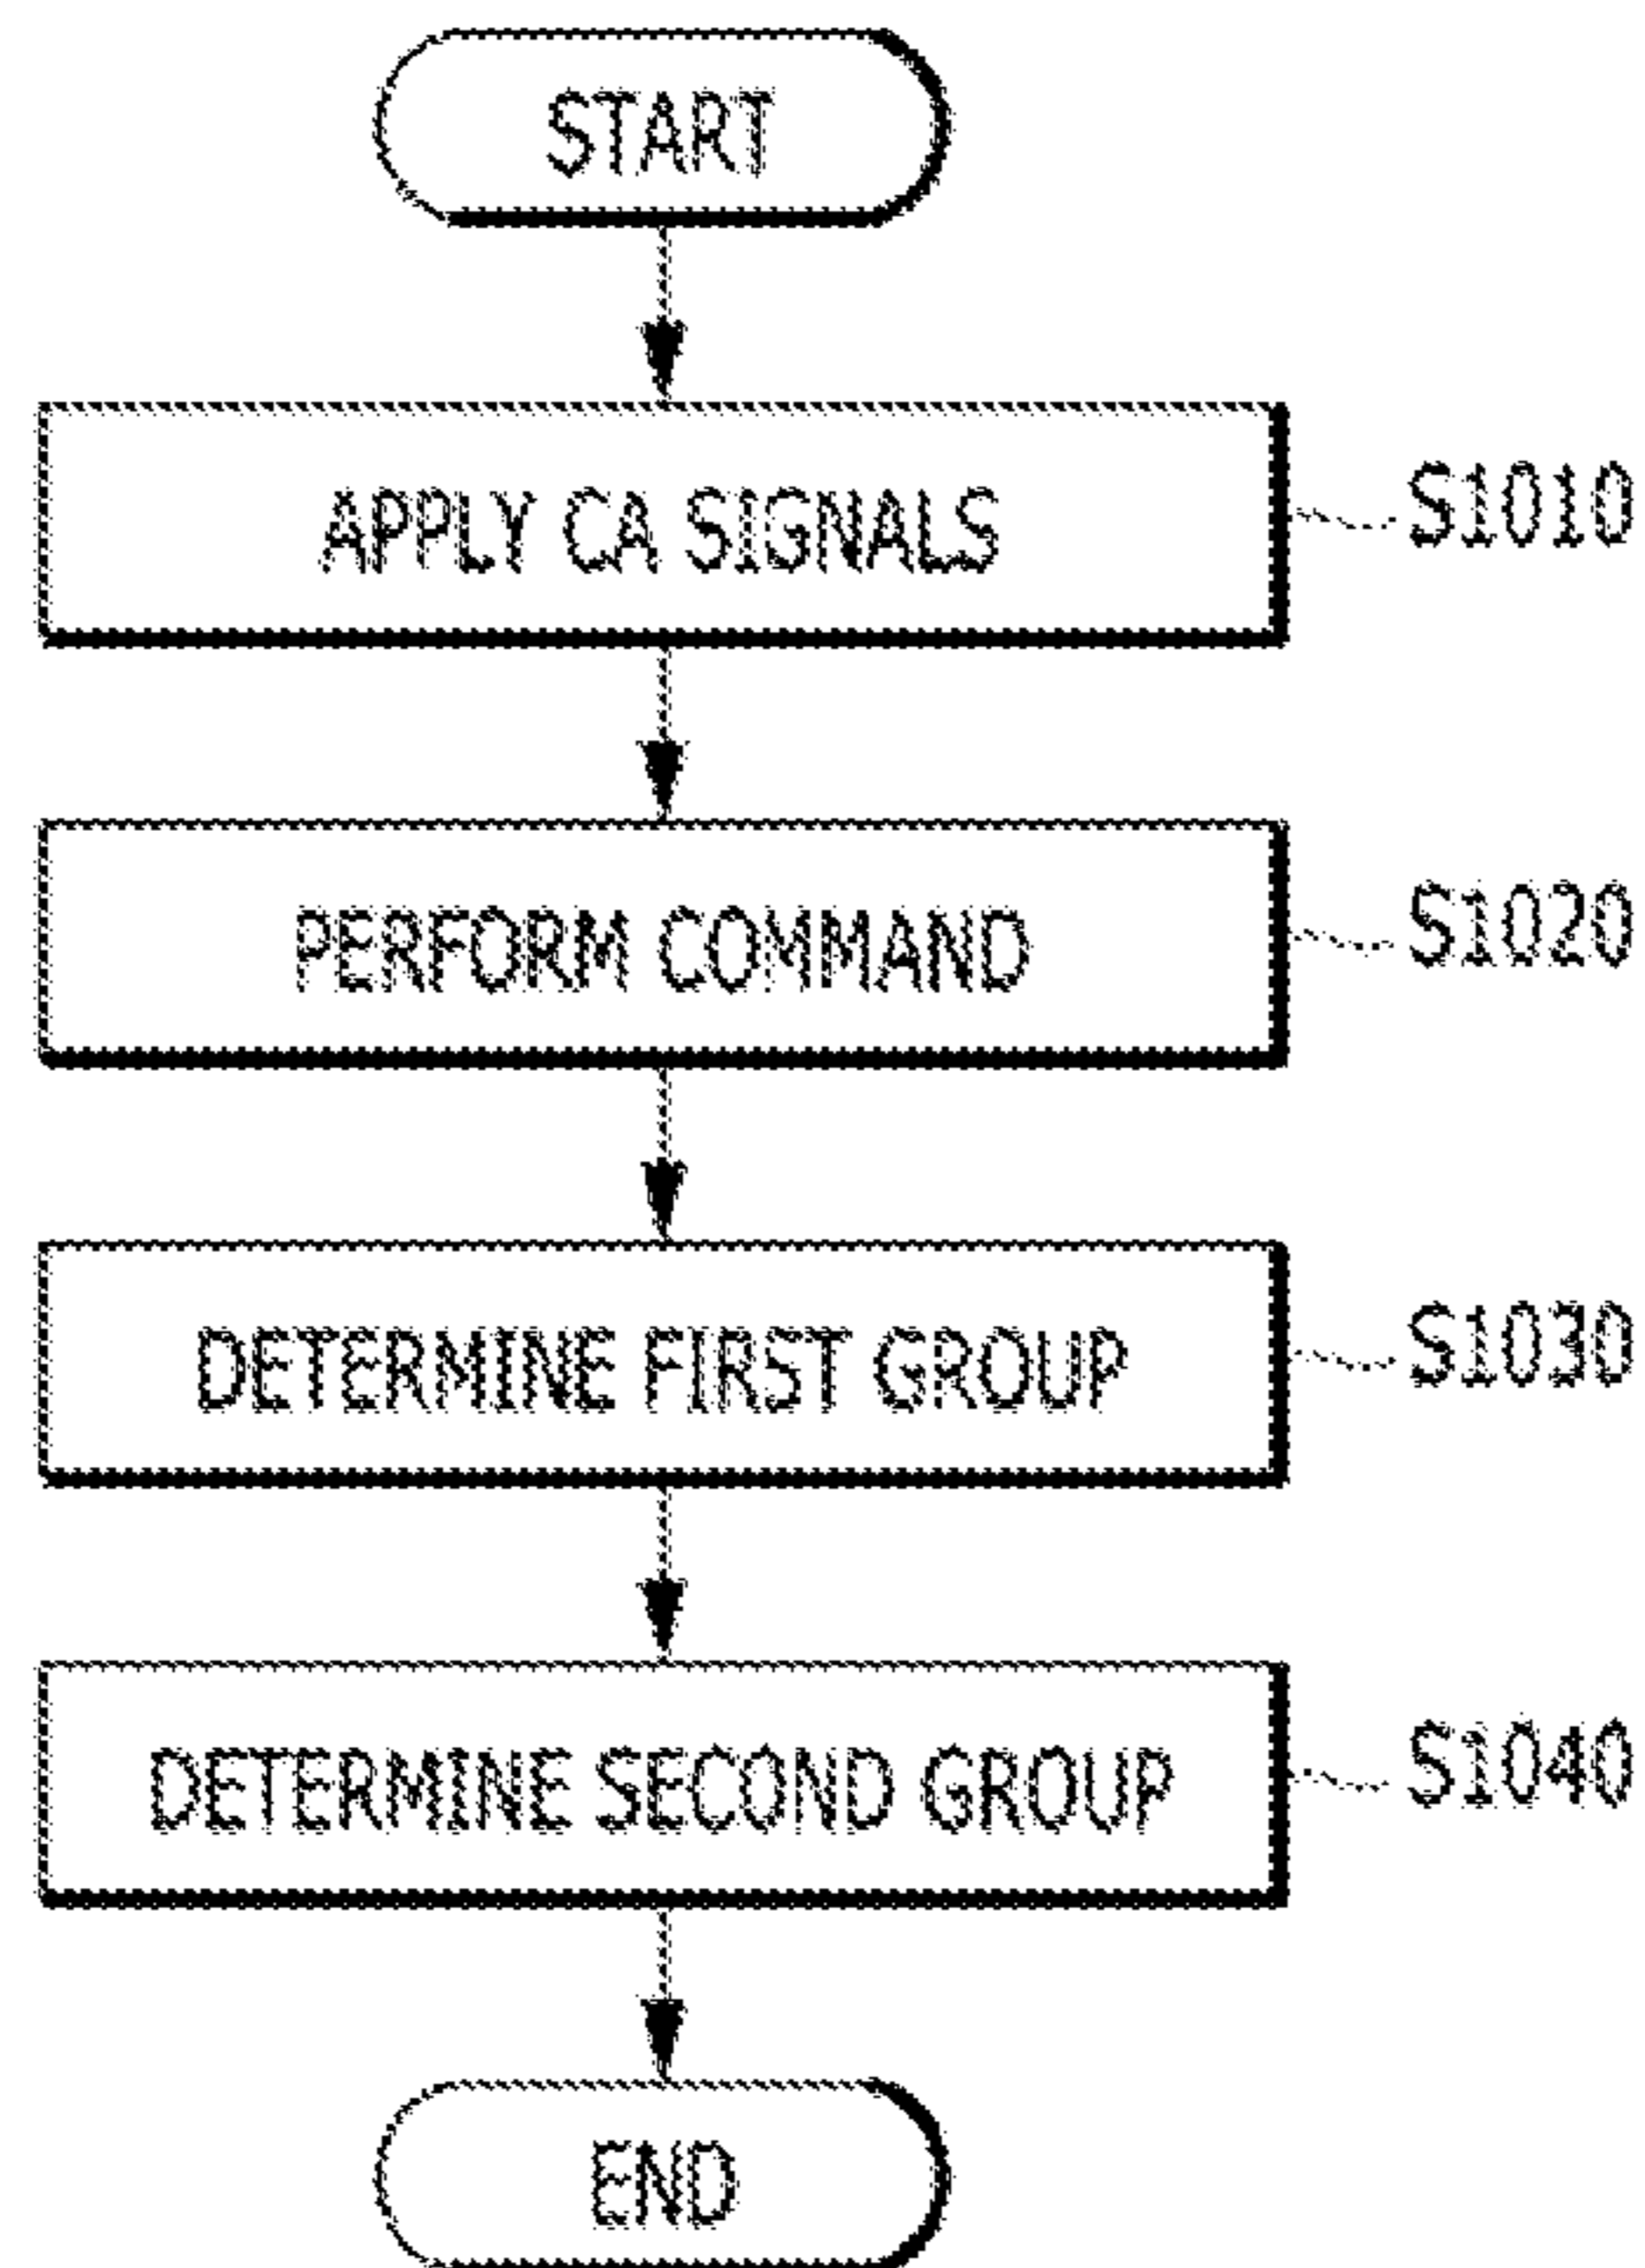 START
APPLY CA SIGNALS
S1010
PERFORM COMMAND
S1020
DETERMINE FIRST GROUP
S1030
DETERMINE SECOND GROUP
S1040
END